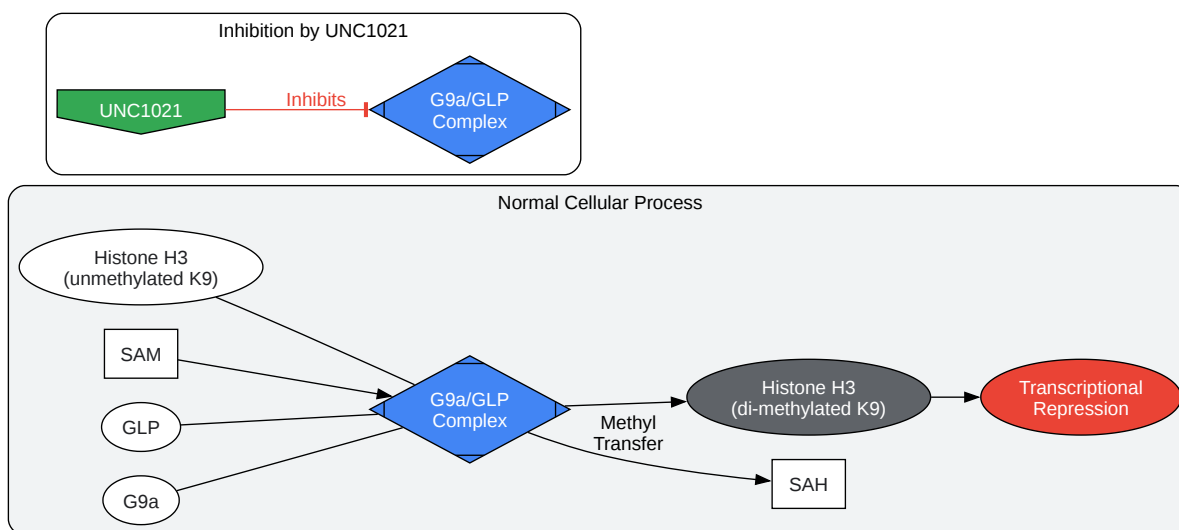 Inhibition by UNC1021
UNC1021
Inhibits
G9a/GLP
Complex
Normal Cellular Process
Histone H3
(unmethylated K9)
SAM
GLP
G9a
G9a/GLP
Complex
Methyl
Transfer
Histone H3
(di-methylated K9)
SAH
Transcriptional
Repression